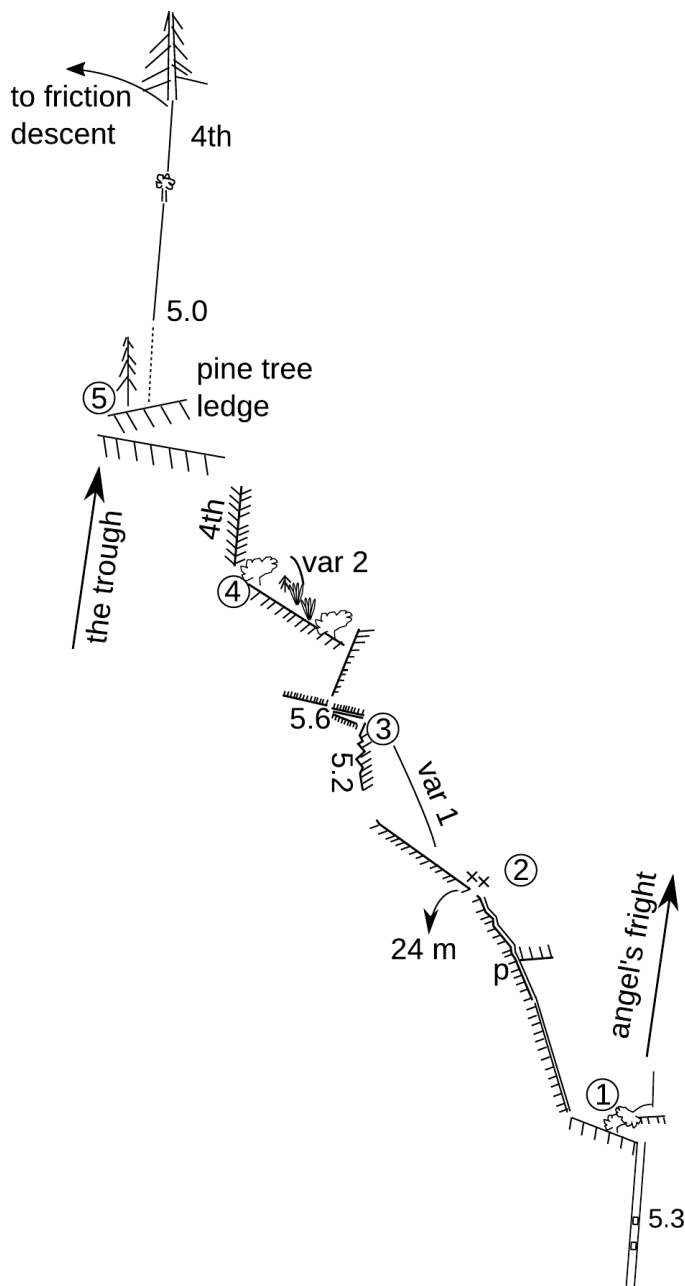 to friction
descent
4th
5.0
5
pine tree
ledge
the trough
4th
var 2
4
5.6
3
5.2
var 1
2
24 m
p
angel's fright
1
5.3